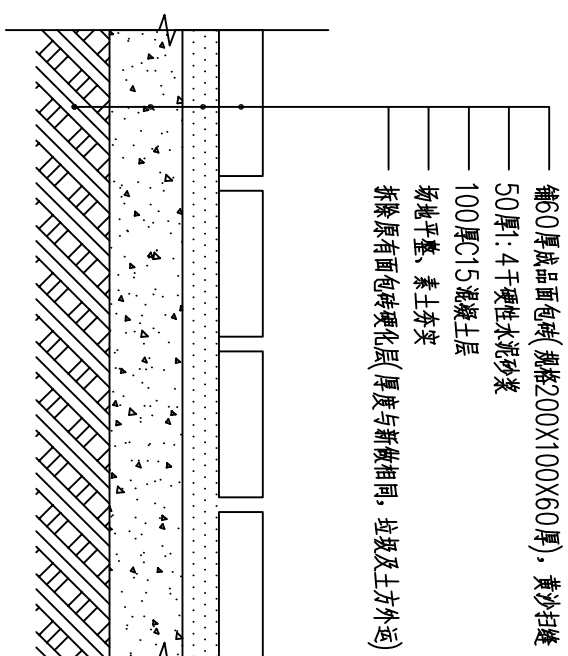 铺60厚成品面包砖(规格200X100X60厚)，黄沙扫缝
50厚1:4干硬性水泥砂浆
100厚C15混凝土层
场地平整、素土夯实
拆除原有面包砖硬化层(厚度与新做相同，垃圾及土方外运)